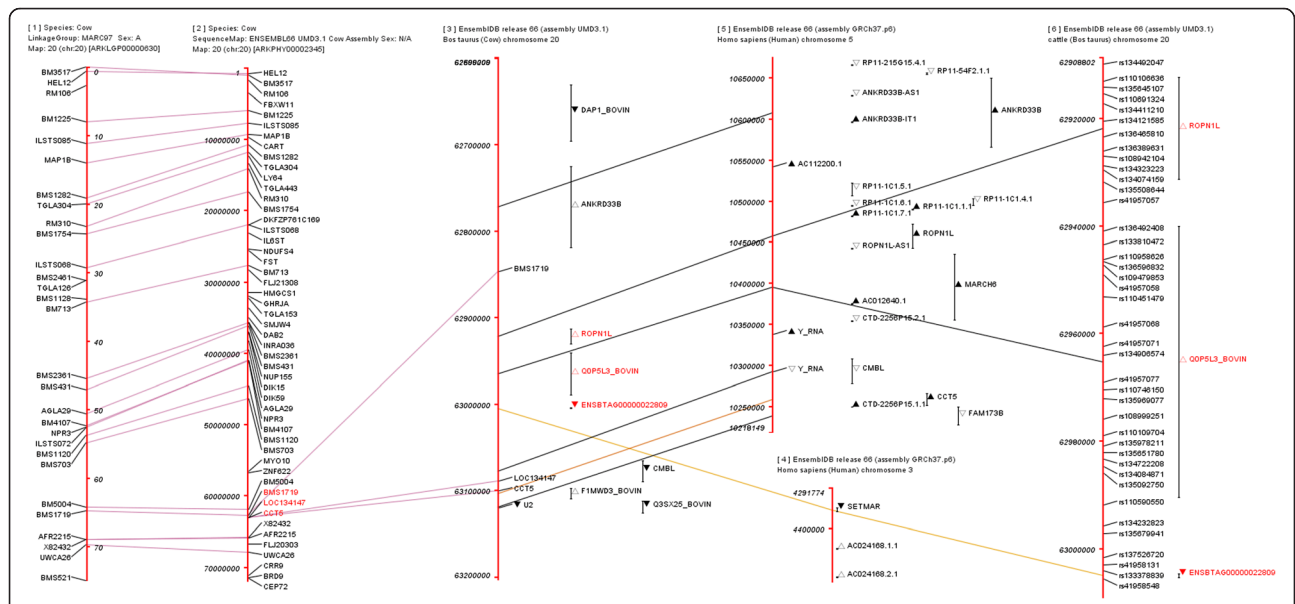 [ 1 ] Species: Cow
LinkageGroup: MARC97 Sex: A
Map: 20 (chr:20) [ARKLGP00000630]
BM3517
HEL12
RM106
BM1225
ILSTS085
MAP1B
BMS1282
TGLA304
RM310
BMS1754
ILSTS068
BMS2461
TGLA126
BMS1128
BM713
BMS2361
BMS431
AGLA29
BM4107
NPR3
ILSTS072
BMS1120
BMS703
BM5004
BMS1719
AFR2215
X82432
UWCA26
BMS521
0
10
20
30
40
50
60
70
[ 2 ] Species: Cow
SequenceMap: ENSEMBL66 UMD3.1 Cow Assembly Sex: N/A
Map: 20 (chr:20) [ARKPHY00002345]
1
10000000
20000000
30000000
40000000
50000000
60000000
70000000
HEL12
BM3517
RM106
FBXW11
BM1225
ILSTS085
MAP1B
CART
BMS1282
TGLA304
LY64
TGLA443
RM310
BMS1754
DKFZP761C169
ILSTS068
IL6ST
NDUFS4
FST
BM713
FLJ21308
HMGCS1
GHRJA
TGLA153
SMJW4
DAB2
INRA036
BMS2361
BMS431
NUP155
DIK15
DIK59
AGLA29
NPR3
BM4107
BMS1120
BMS703
MYO10
ZNF622
BM5004
BMS1719
LOC134147
CCT5
X82432
AFR2215
FLJ20303
UWCA26
CRR9
BRD9
CEP72
[ 3 ] EnsemblDB release 66 (assembly UMD3.1)
Bos taurus (Cow) chromosome 20
62700000
62800000
62900000
63000000
63100000
63200000
DAP1_BOVIN
ANKRD33B
BMS1719
ROPN1L
Q0P5L3_BOVIN
ENSBTAG00000022809
CMBL
LOC134147
CCT5
F1MWD3_BOVIN
U2
Q3SX25_BOVIN
[ 5 ] EnsemblDB release 66 (assembly GRCh37.p6)
Homo sapiens (Human) chromosome 5
10650000
10600000
10550000
10500000
10450000
10400000
10350000
10300000
10250000
10218149
RP11-215G15.4.1
RP11-54F2.1.1
ANKRD33B-AS1
ANKRD33B
ANKRD33B-IT1
AC112200.1
RP11-1C1.5.1
RP11-1C1.4.1
RP11-1C1.6.1
RP11-1C1.1.1
RP11-1C1.7.1
ROPN1L
ROPN1L-AS1
MARCH6
AC012640.1
CTD-2256P15.2.1
Y_RNA
Y_RNA
CMBL
CCT5
CTD-2256P15.1.1
FAM173B
[ 4 ] EnsemblDB release 66 (assembly GRCh37.p6)
Homo sapiens (Human) chromosome 3
4291774
4400000
SETMAR
AC024168.1.1
AC024168.2.1
[ 6 ] EnsemblDB release 66 (assembly UMD3.1)
cattle (Bos taurus) chromosome 20
62908802
62920000
62940000
62960000
62980000
63000000
rs134492047
rs110106636
rs135645107
rs110691324
rs134411210
rs134121585
rs136465810
rs136389631
rs108942104
rs134323223
rs134074159
rs135508644
rs41957057
rs136492408
rs133810472
rs110958626
rs136596832
rs109479853
rs41957058
rs110451479
rs41957068
rs41957071
rs134906574
rs41957077
rs110746150
rs135969077
rs108999251
rs110109704
rs135978211
rs135651780
rs134722208
rs134084871
rs135092750
rs110590550
rs134232823
rs135679941
rs137526720
rs41958131
rs133378839
rs41958548
ROPN1L
Q0P5L3_BOVIN
ENSBTAG00000022809